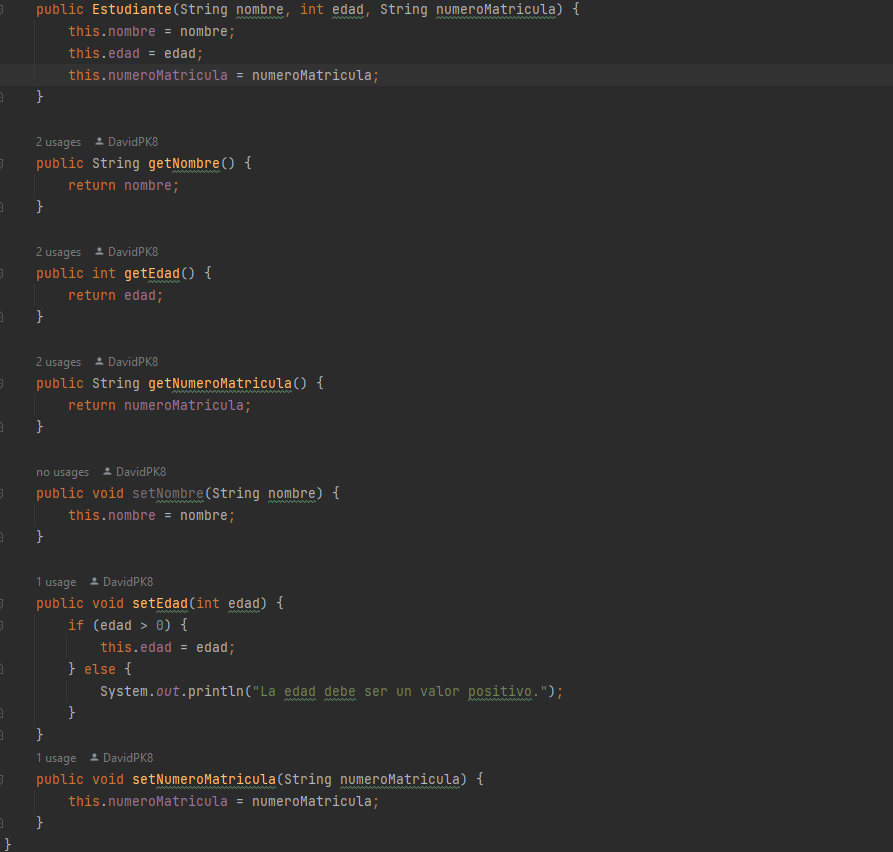 public Estudiante(String nombre, int edad, String numeroMatricula) {
this.nombre = nombre;
this.edad = edad;
this.numeroMatricula = numeroMatricula;
}
2 usages DavidPK8
public String getNombre() {
return nombre;
}
2 usages DavidPK8
public int getEdad() {
return edad;
}
2 usages DavidPK8
public String getNumeroMatricula() {
return numeroMatricula;
}
no usages DavidPK8
public void setNombre(String nombre) {
this.nombre = nombre;
}
1 usage DavidPK8
public void setEdad(int edad) {
if (edad > 0) {
this.edad = edad;
} else {
System.out.println("La edad debe ser un valor positivo.");
}
}
1 usage DavidPK8
public void setNumeroMatricula(String numeroMatricula) {
this.numeroMatricula = numeroMatricula;
}
}